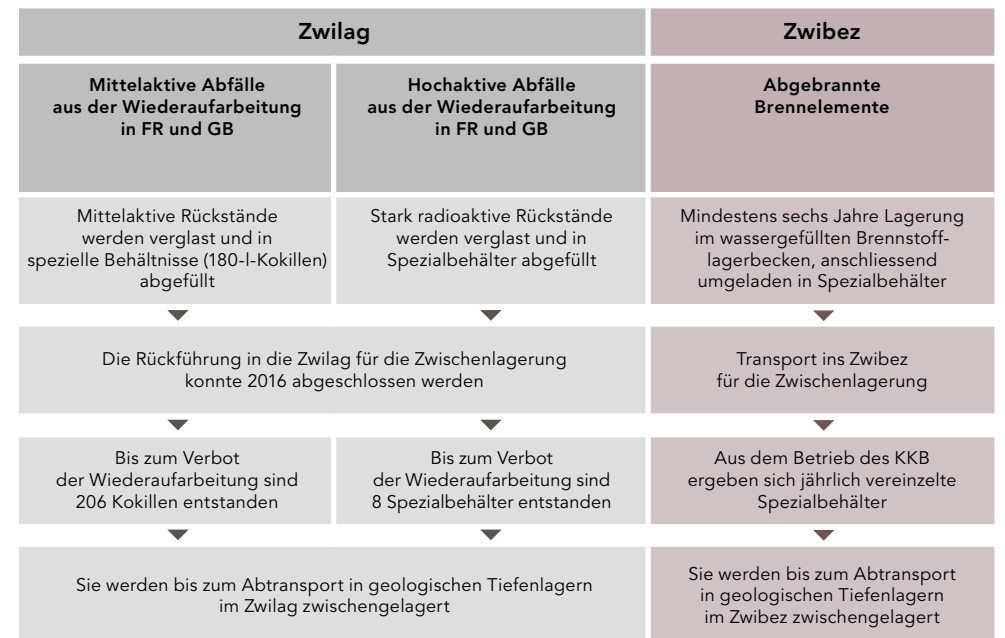 Zwilag
Zwibez
Mittelaktive Abfälle
aus der Wiederaufarbeitung
in FR und GB
Hochaktive Abfälle
aus der Wiederaufarbeitung
in FR und GB
Abgebrannte
Brennelemente
Mittelaktive Rückstände
werden verglast und in
spezielle Behältnisse (180-l-Kokillen)
abgefüllt
Stark radioaktive Rückstände
werden verglast und in
Spezialbehälter abgefüllt
Mindestens sechs Jahre Lagerung
im wassergefüllten Brennstoff-
lagerbecken, anschliessend
umgeladen in Spezialbehälter
Die Rückführung in die Zwilag für die Zwischenlagerung
konnte 2016 abgeschlossen werden
Transport ins Zwibez
für die Zwischenlagerung
Bis zum Verbot
der Wiederaufarbeitung sind
206 Kokillen entstanden
Bis zum Verbot
der Wiederaufarbeitung sind
8 Spezialbehälter entstanden
Aus dem Betrieb des KKB
ergeben sich jährlich vereinzelte
Spezialbehälter
Sie werden bis zum Abtransport in geologischen Tiefenlagern
im Zwilag zwischengelagert
Sie werden bis zum Abtransport
in geologischen Tiefenlagern
im Zwibez zwischengelagert